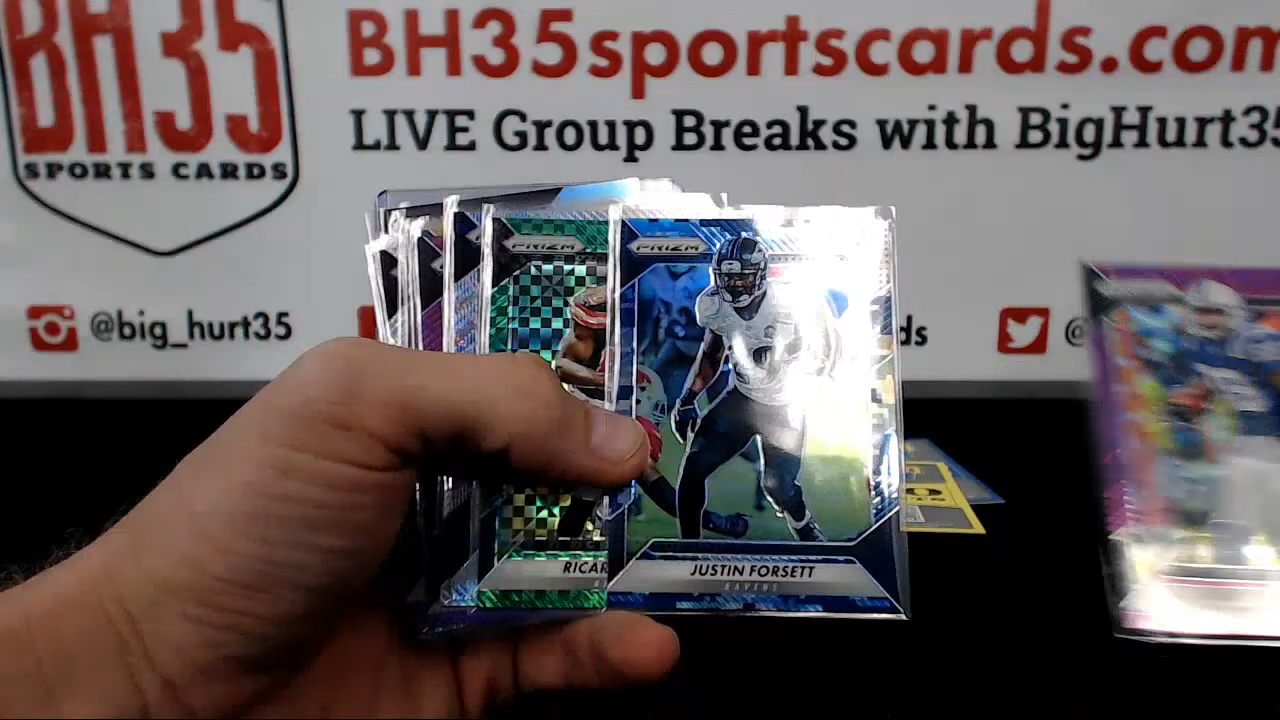 BH35
SPORTS CARDS
BH35sportscards.com
LIVE Group Breaks with BigHurt35
@big_hurt35
ds
@
PRIZM
PRIZM
RICAR
JUSTIN FORSETT
RAVENS